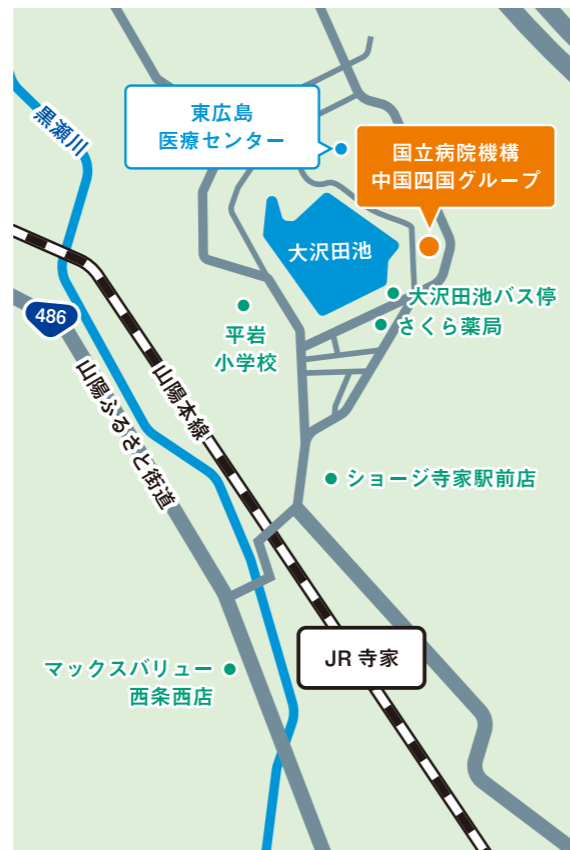 東広島
医療センター
黒瀬川
国立病院機構
中国四国グループ
大沢田池
大沢田池バス停
486
さくら薬局
平岩
小学校
山陽本線
山陽ふるさと街道
ショージ寺家駅前店
JR 寺家
マックスバリュー
西条西店